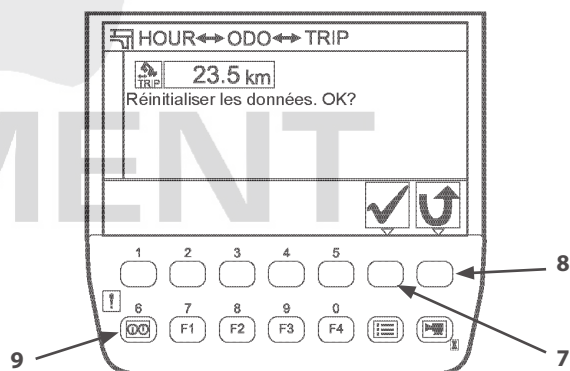 HOUR↔ODO↔TRIP
TRIP 23.5 km
Réinitialiser les données. OK?
MENT
1 2 3 4 5
8
6 7 8 9 0
F1 F2 F3 F4
9
7